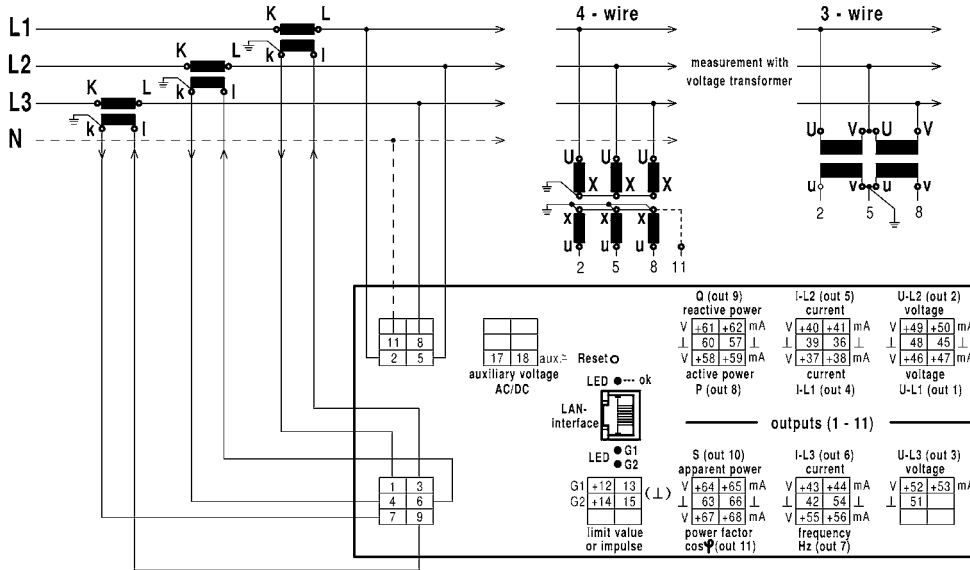 4 - wire
3 - wire
K L
L1
K L
k l
L2
measurement with
voltage transformer
K L
k l
L3
k l
N
U U U
X X X
x x x
u u u
2 5 8 11
U V U V
u v u v
2 5 8
11 8
2 5
17 18 aux.≃
auxiliary voltage
AC/DC
Reset
LED --- ok
LAN-
interface
LED G1
G2
Q (out 9)
reactive power
V +61 +62 mA
⊥ 60 57 ⊥
V +58 +59 mA
active power
P (out 8)
I-L2 (out 5)
current
V +40 +41 mA
⊥ 39 36 ⊥
V +37 +38 mA
current
I-L1 (out 4)
U-L2 (out 2)
voltage
V +49 +50 mA
⊥ 48 45 ⊥
V +46 +47 mA
voltage
U-L1 (out 1)
outputs (1 - 11)
1 3
4 6
7 9
G1 +12 13
G2 +14 15
(⊥)
limit value
or impulse
S (out 10)
apparent power
V +64 +65 mA
⊥ 63 66 ⊥
V +67 +68 mA
power factor
cosφ (out 11)
I-L3 (out 6)
current
V +43 +44 mA
⊥ 42 54 ⊥
V +55 +56 mA
frequency
Hz (out 7)
U-L3 (out 3)
voltage
V +52 +53 mA
⊥ 51